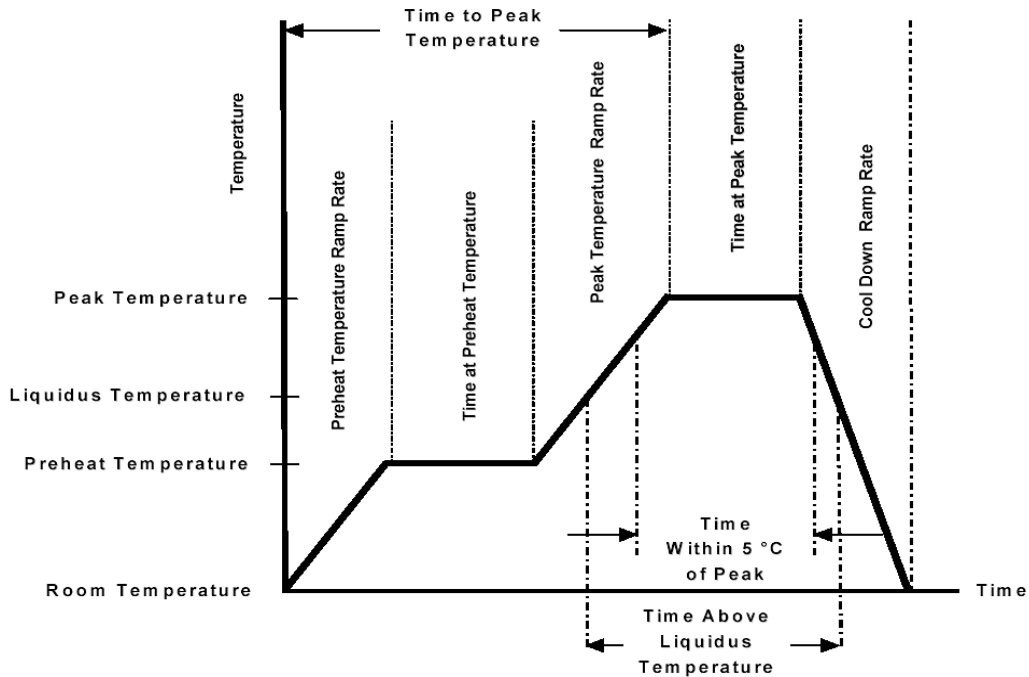 Time to Peak
Temperature
Temperature
Preheat Temperature Ramp Rate
Time at Preheat Temperature
Peak Temperature Ramp Rate
Time at Peak Temperature
Cool Down Ramp Rate
Peak Temperature
Liquidus Temperature
Preheat Temperature
Room Temperature
Time
Within 5 °C
of Peak
Time
Time Above
Liquidus
Temperature